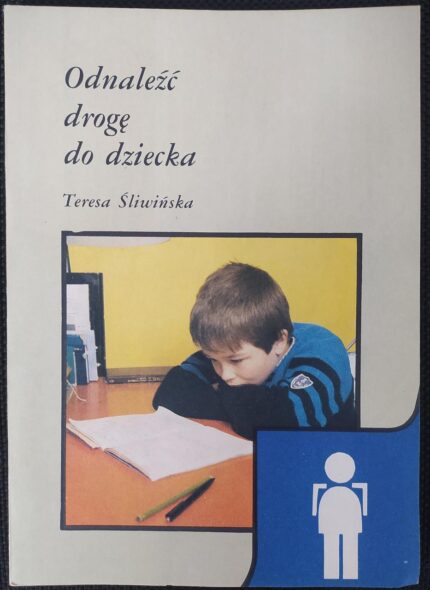 Odnaleźć
drogę
do dziecka
Teresa Śliwińska